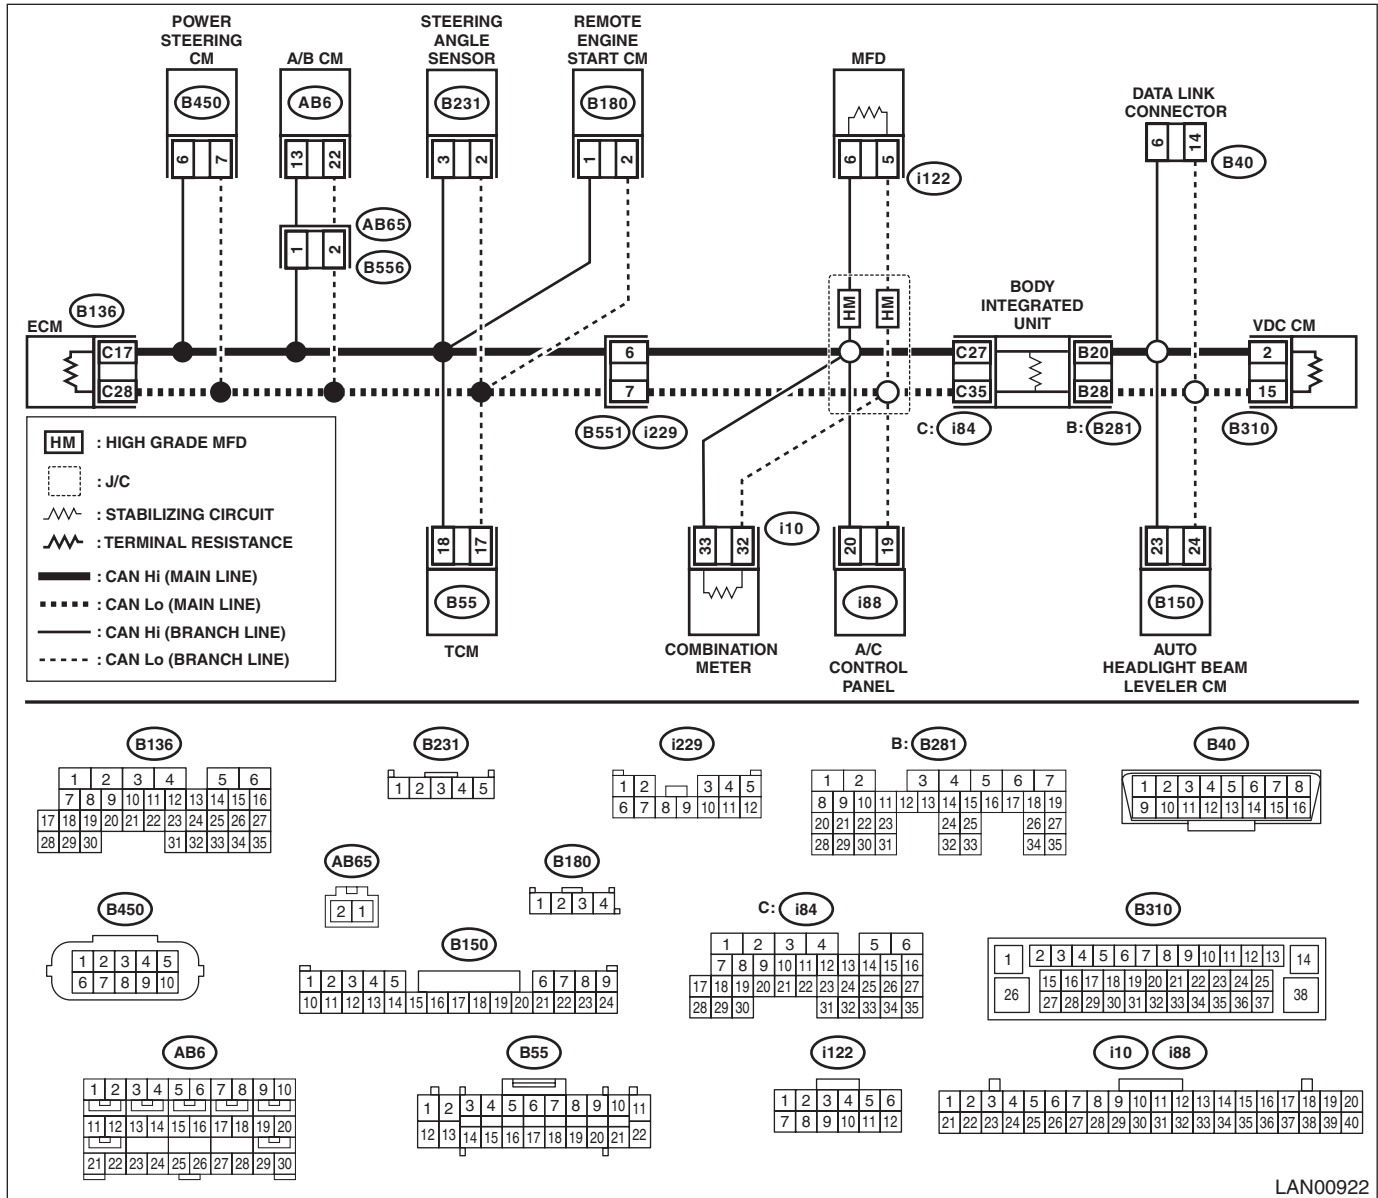 POWER
STEERING
CM
A/B CM
STEERING
ANGLE
SENSOR
REMOTE
ENGINE
START CM
MFD
DATA LINK
CONNECTOR
B450
AB6
B231
B180
6 7
13 22
3 2
1 2
6 5
6 14
i122
B40
AB65
1 2
B556
HM HM
BODY
INTEGRATED
UNIT
VDC CM
ECM
B136
C17
6
C27
B20
2
C28
7
C35
B28
15
B551 i229
C: i84
B: B281
B310
HM : HIGH GRADE MFD
: J/C
: STABILIZING CIRCUIT
: TERMINAL RESISTANCE
: CAN Hi (MAIN LINE)
: CAN Lo (MAIN LINE)
: CAN Hi (BRANCH LINE)
: CAN Lo (BRANCH LINE)
18 17
B55
TCM
33 32
i10
COMBINATION
METER
20 19
i88
A/C
CONTROL
PANEL
23 24
B150
AUTO
HEADLIGHT BEAM
LEVELER CM
B136
1 2 3 4 5 6
7 8 9 10 11 12 13 14 15 16
17 18 19 20 21 22 23 24 25 26 27
28 29 30 31 32 33 34 35
B231
1 2 3 4 5
i229
1 2 3 4 5
6 7 8 9 10 11 12
B: B281
1 2 3 4 5 6 7
8 9 10 11 12 13 14 15 16 17 18 19
20 21 22 23 24 25 26 27
28 29 30 31 32 33 34 35
B40
1 2 3 4 5 6 7 8
9 10 11 12 13 14 15 16
AB65
2 1
B180
1 2 3 4
B450
1 2 3 4 5
6 7 8 9 10
B150
1 2 3 4 5 6 7 8 9
10 11 12 13 14 15 16 17 18 19 20 21 22 23 24
C: i84
1 2 3 4 5 6
7 8 9 10 11 12 13 14 15 16
17 18 19 20 21 22 23 24 25 26 27
28 29 30 31 32 33 34 35
B310
1 2 3 4 5 6 7 8 9 10 11 12 13 14
15 16 17 18 19 20 21 22 23 24 25
26 27 28 29 30 31 32 33 34 35 36 37 38
AB6
1 2 3 4 5 6 7 8 9 10
11 12 13 14 15 16 17 18 19 20
21 22 23 24 25 26 27 28 29 30
B55
1 2 3 4 5 6 7 8 9 10 11
12 13 14 15 16 17 18 19 20 21 22
i122
1 2 3 4 5 6
7 8 9 10 11 12
i10 i88
1 2 3 4 5 6 7 8 9 10 11 12 13 14 15 16 17 18 19 20
21 22 23 24 25 26 27 28 29 30 31 32 33 34 35 36 37 38 39 40
LAN00922